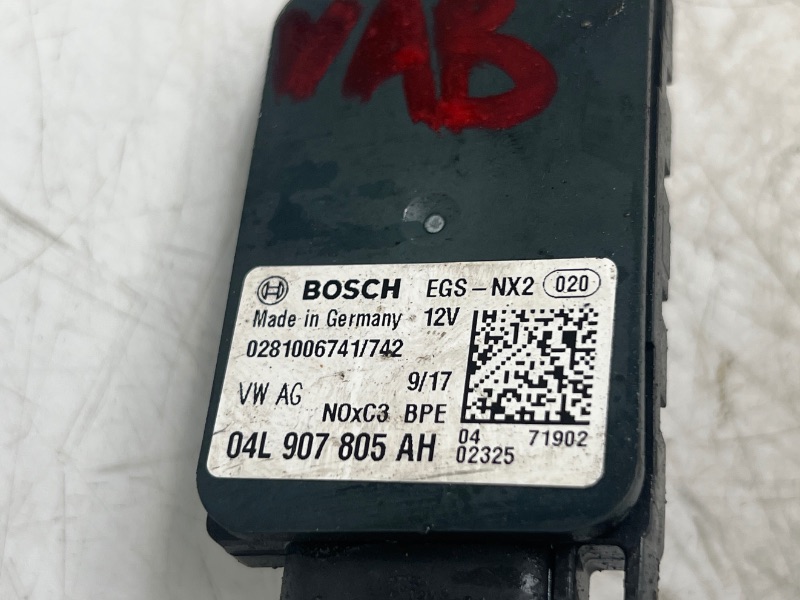 VAB
BOSCH EGS-NX2 020
Made in Germany 12V
0281006741/742
VW AG 9/17
NOxC3 BPE
04L 907 805 AH
04 71902
02325